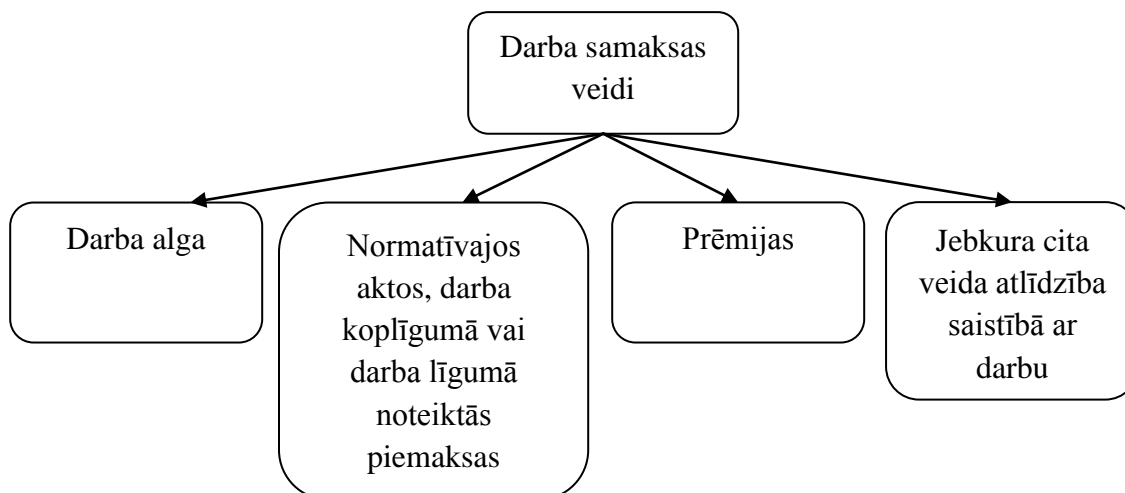 Darba samaksas
veidi
Darba alga
Normatīvajos
aktos, darba
koplīgumā vai
darba līgumā
noteiktās
piemaksas
Prēmijas
Jebkura cita
veida atlīdzība
saistībā ar
darbu